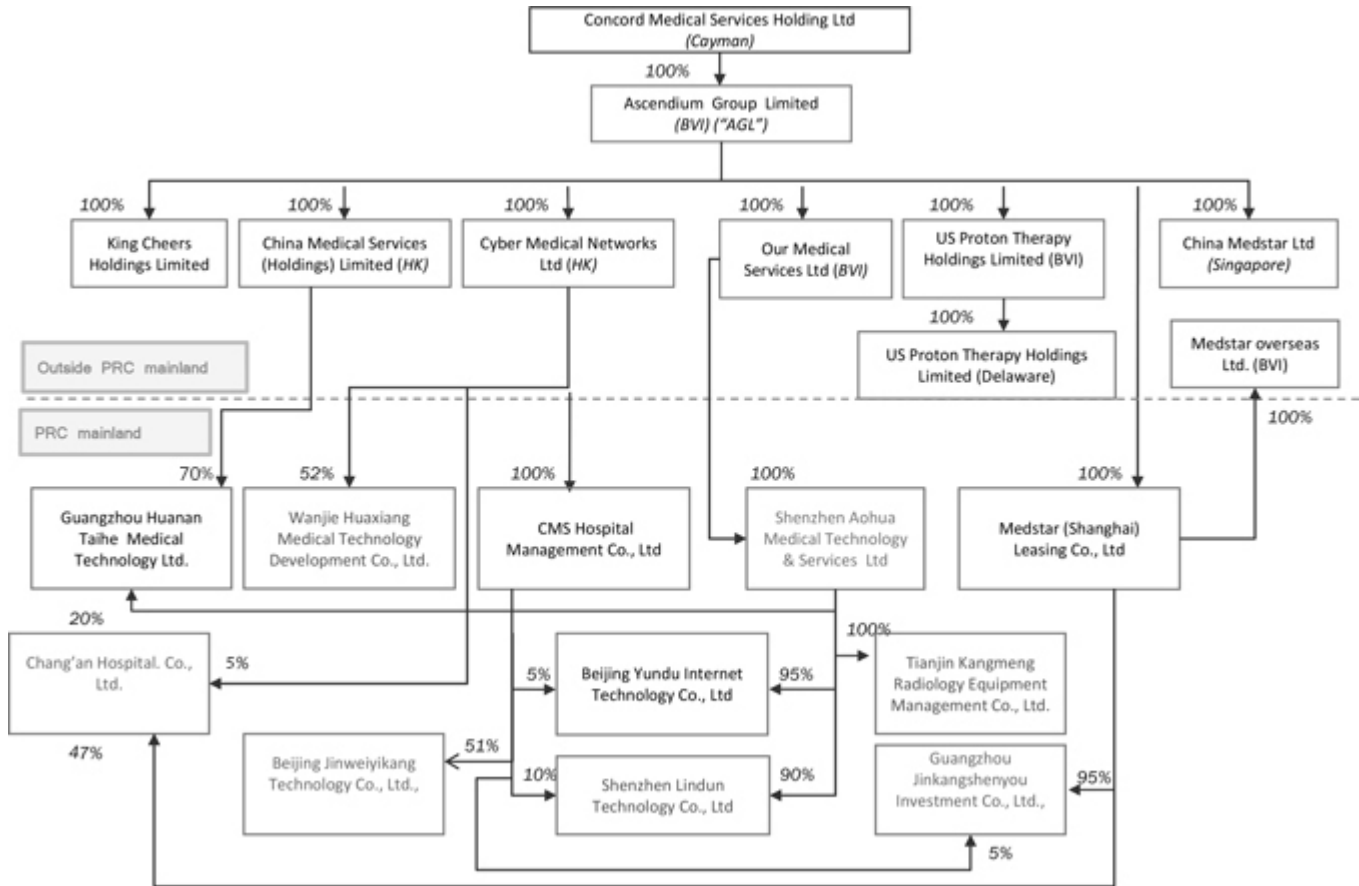 Concord Medical Services Holding Ltd
(Cayman)
100%
Ascendium Group Limited
(BVI) ("AGL")
100%
100%
100%
100%
100%
100%
King Cheers
Holdings Limited
China Medical Services
(Holdings) Limited (HK)
Cyber Medical Networks
Ltd (HK)
Our Medical
Services Ltd (BVI)
US Proton Therapy
Holdings Limited (BVI)
China Medstar Ltd
(Singapore)
100%
US Proton Therapy Holdings
Limited (Delaware)
Medstar overseas
Ltd. (BVI)
Outside PRC mainland
PRC mainland
100%
70%
52%
100%
100%
100%
Guangzhou Huanan
Taihe Medical
Technology Ltd.
Wanjie Huaxiang
Medical Technology
Development Co., Ltd.
CMS Hospital
Management Co., Ltd
Shenzhen Aohua
Medical Technology
& Services Ltd
Medstar (Shanghai)
Leasing Co., Ltd
20%
Chang'an Hospital. Co.,
Ltd.
5%
47%
5%
Beijing Yundu Internet
Technology Co., Ltd
95%
100%
Tianjin Kangmeng
Radiology Equipment
Management Co., Ltd.
Beijing Jinweiyikang
Technology Co., Ltd.,
51%
10%
Shenzhen Lindun
Technology Co., Ltd
90%
Guangzhou
Jinkangshenyou
Investment Co., Ltd.,
95%
5%